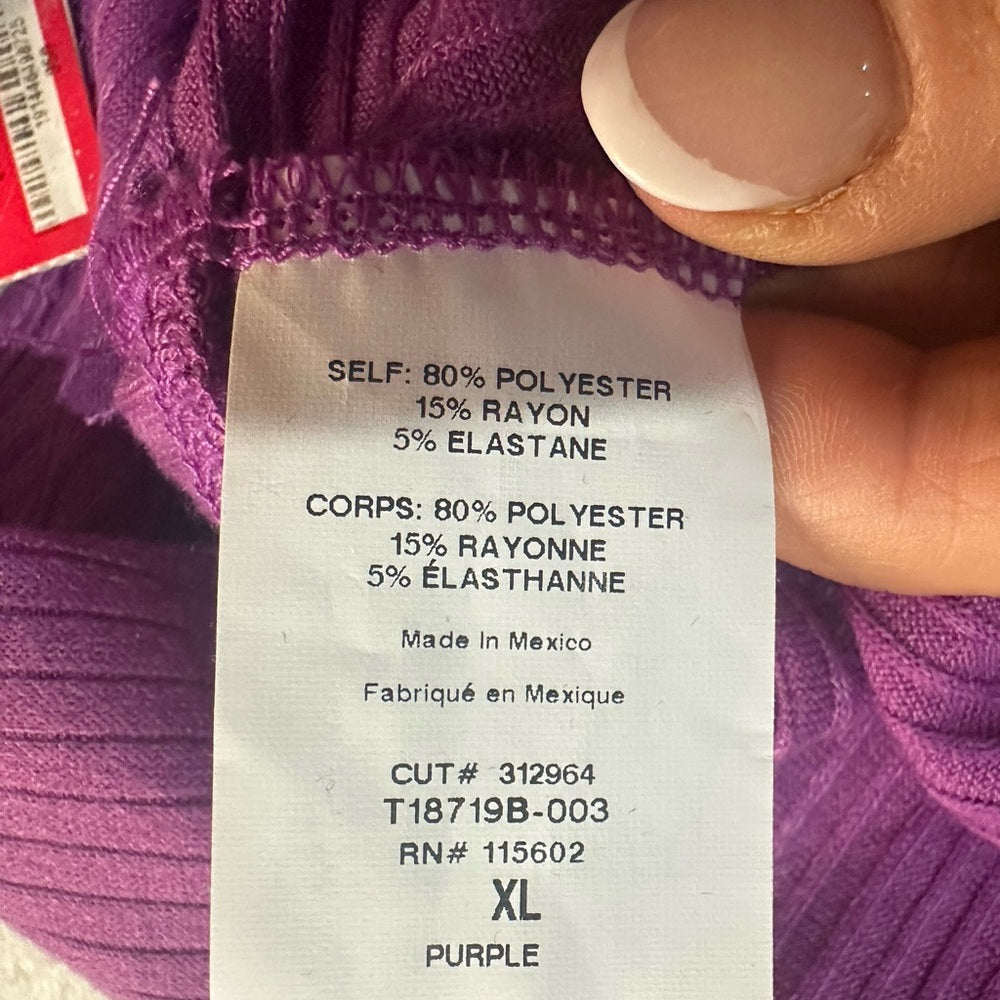 SELF: 80% POLYESTER
15% RAYON
5% ELASTANE
CORPS: 80% POLYESTER
15% RAYONNE
5% ÉLASTHANNE
Made In Mexico
Fabriqué en Mexique
CUT# 312964
T18719B-003
RN# 115602
XL
PURPLE